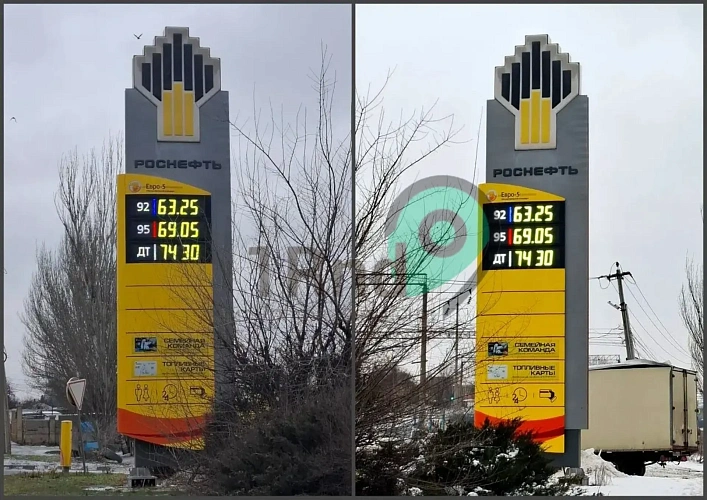 РОСНЕФТЬ
Евро-5
92 63.25
95 69.05
ДТ 74 30
СЕМЕЙНАЯ
КОМАНДА
ТОПЛИВНЫЕ
КАРТЫ
РОСНЕФТЬ
Евро-5
92 63.25
95 69.05
ДТ 74 30
СЕМЕЙНАЯ
КОМАНДА
ТОПЛИВНЫЕ
КАРТЫ